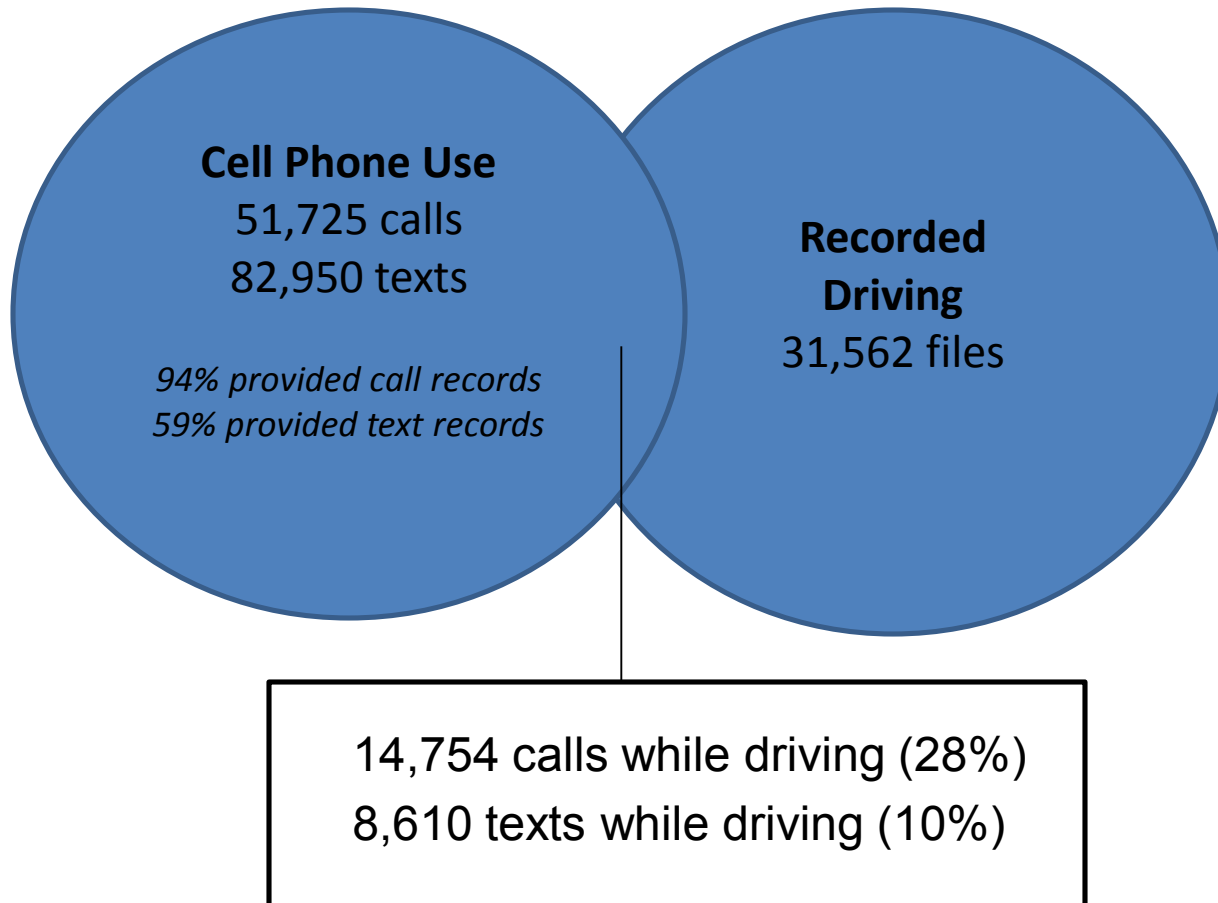 Cell Phone Use
51,725 calls
82,950 texts
94% provided call records
59% provided text records
Recorded
Driving
31,562 files
14,754 calls while driving (28%)
8,610 texts while driving (10%)